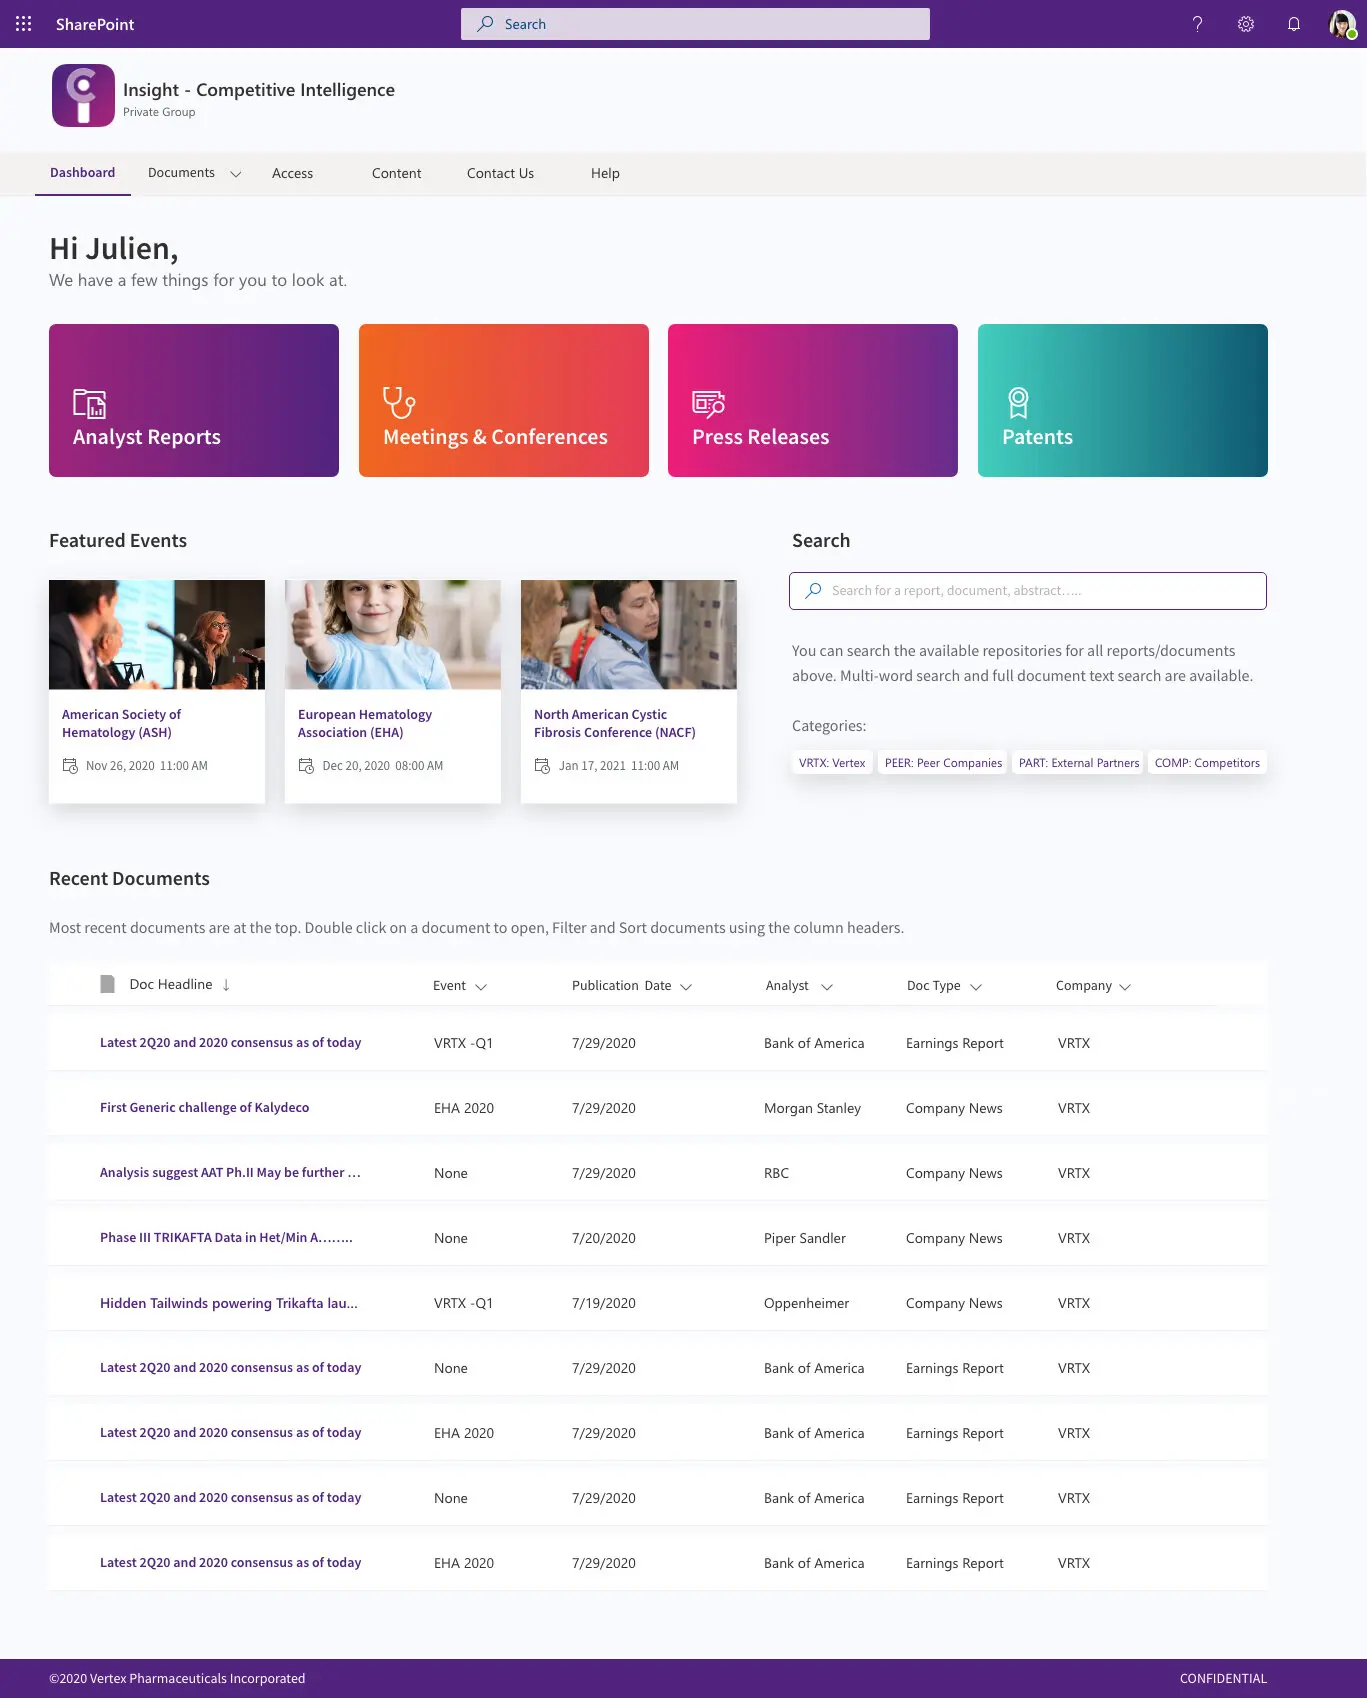 SharePoint
Search
?
Insight - Competitive Intelligence
Private Group
Dashboard
Documents
Access
Content
Contact Us
Help
Hi Julien,
We have a few things for you to look at.
Analyst Reports
Meetings & Conferences
Press Releases
Patents
Featured Events
American Society of
Hematology (ASH)
Nov 26, 2020 11:00 AM
European Hematology
Association (EHA)
Dec 20, 2020 08:00 AM
North American Cystic
Fibrosis Conference (NACF)
Jan 17, 2021 11:00 AM
Search
Search for a report, document, abstract…..
You can search the available repositories for all reports/documents
above. Multi-word search and full document text search are available.
Categories:
VRTX: Vertex
PEER: Peer Companies
PART: External Partners
COMP: Competitors
Recent Documents
Most recent documents are at the top. Double click on a document to open, Filter and Sort documents using the column headers.
Doc Headline ↓ Event Publication Date Analyst Doc Type Company
Latest 2Q20 and 2020 consensus as of today VRTX -Q1 7/29/2020 Bank of America Earnings Report VRTX
First Generic challenge of Kalydeco EHA 2020 7/29/2020 Morgan Stanley Company News VRTX
Analysis suggest AAT Ph.II May be further … None 7/29/2020 RBC Company News VRTX
Phase III TRIKAFTA Data in Het/Min A…….. None 7/20/2020 Piper Sandler Company News VRTX
Hidden Tailwinds powering Trikafta lau... VRTX -Q1 7/19/2020 Oppenheimer Company News VRTX
Latest 2Q20 and 2020 consensus as of today None 7/29/2020 Bank of America Earnings Report VRTX
Latest 2Q20 and 2020 consensus as of today EHA 2020 7/29/2020 Bank of America Earnings Report VRTX
Latest 2Q20 and 2020 consensus as of today None 7/29/2020 Bank of America Earnings Report VRTX
Latest 2Q20 and 2020 consensus as of today EHA 2020 7/29/2020 Bank of America Earnings Report VRTX
©2020 Vertex Pharmaceuticals Incorporated
CONFIDENTIAL